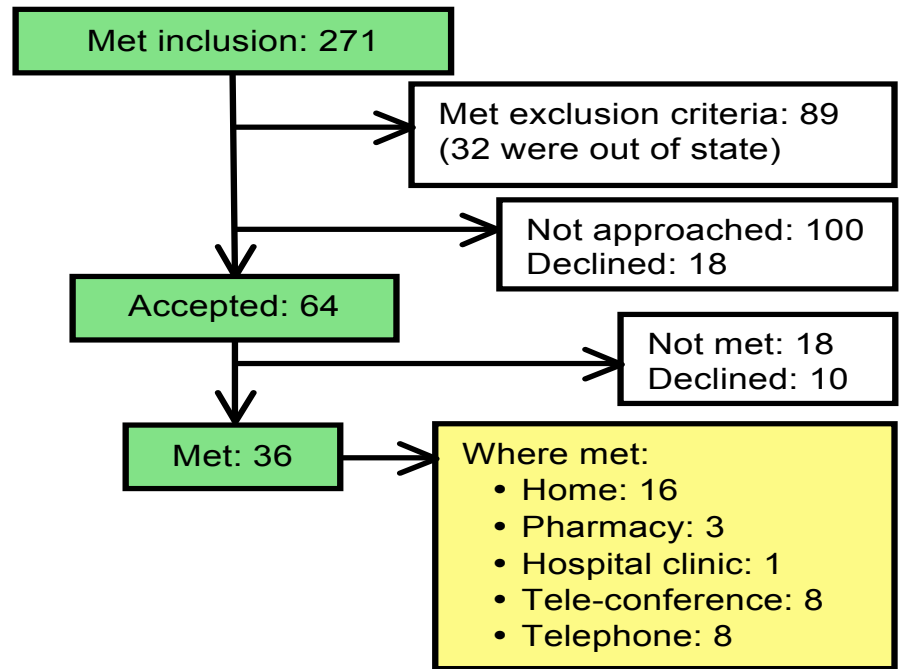 Met inclusion: 271
Met exclusion criteria: 89
(32 were out of state)
Not approached: 100
Declined: 18
Accepted: 64
Not met: 18
Declined: 10
Met: 36
Where met:
• Home: 16
• Pharmacy: 3
• Hospital clinic: 1
• Tele-conference: 8
• Telephone: 8